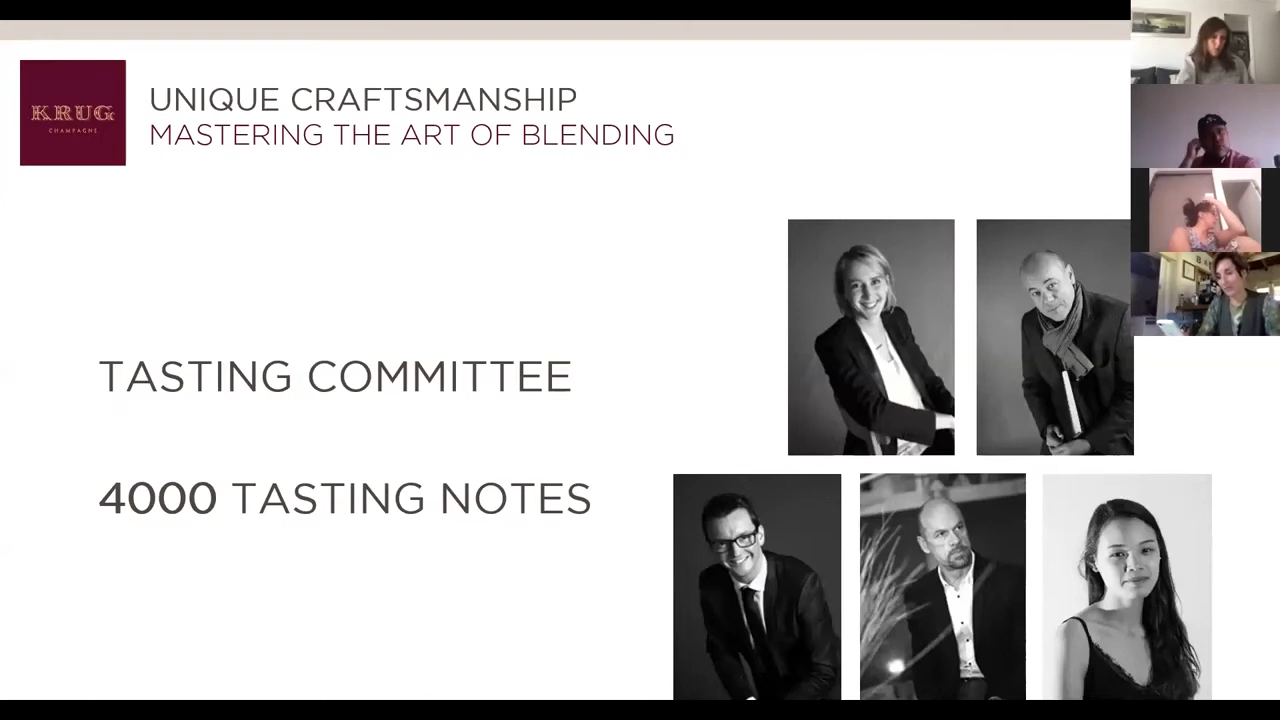 KRUG
CHAMPAGNE
UNIQUE CRAFTSMANSHIP
MASTERING THE ART OF BLENDING
TASTING COMMITTEE
4000 TASTING NOTES